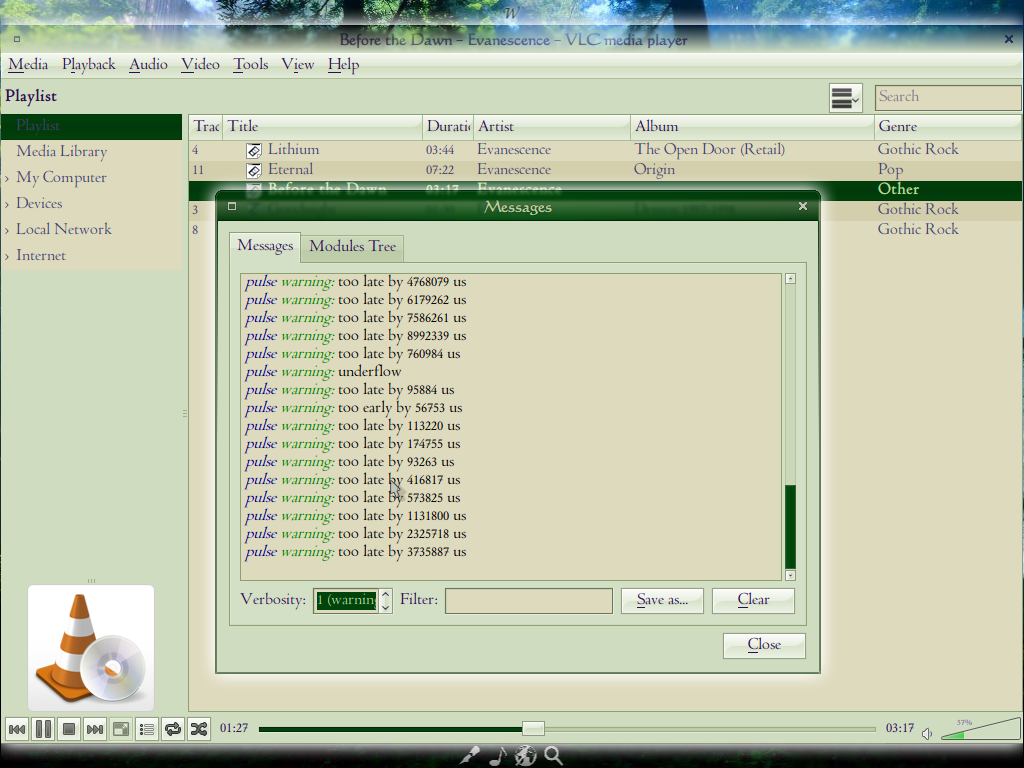 W
Before the Dawn - Evanescence - VLC media player
Media Playback Audio Video Tools View Help
Playlist
Search
Playlist
Media Library
My Computer
Devices
Local Network
Internet
Trac Title Duratic Artist Album Genre
4 Lithium 03:44 Evanescence The Open Door (Retail) Gothic Rock
11 Eternal 07:22 Evanescence Origin Pop
Before the Dawn 03:17 Evanescence Other
3 Gothic Rock
8 Gothic Rock
Messages
Messages Modules Tree
pulse warning: too late by 4768079 us
pulse warning: too late by 6179262 us
pulse warning: too late by 7586261 us
pulse warning: too late by 8992339 us
pulse warning: too late by 760984 us
pulse warning: underflow
pulse warning: too late by 95884 us
pulse warning: too early by 56753 us
pulse warning: too late by 113220 us
pulse warning: too late by 174755 us
pulse warning: too late by 93263 us
pulse warning: too late by 416817 us
pulse warning: too late by 573825 us
pulse warning: too late by 1131800 us
pulse warning: too late by 2325718 us
pulse warning: too late by 3735887 us
Verbosity: 1 (warning Filter: Save as... Clear
Close
01:27 03:17 37%